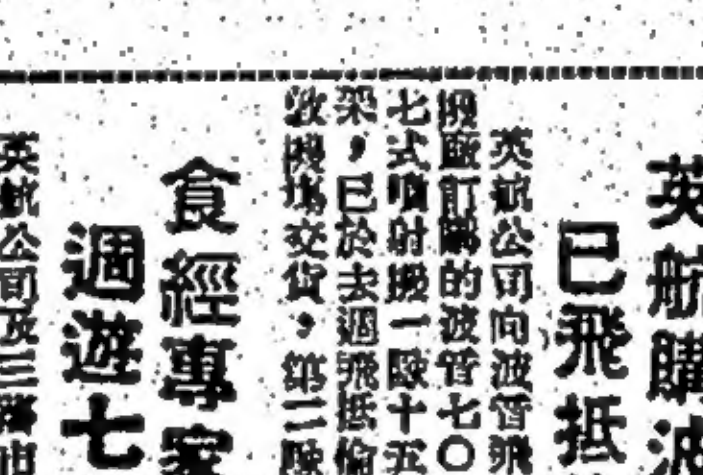 英航購波
已飛抵
英航公司向波音飛
機廠訂購的波音七〇
七式噴射機一隊十五
架，已於去週飛抵倫
敦機場交貨，第二隊
食經專家
週遊七
英航公司及三藩市